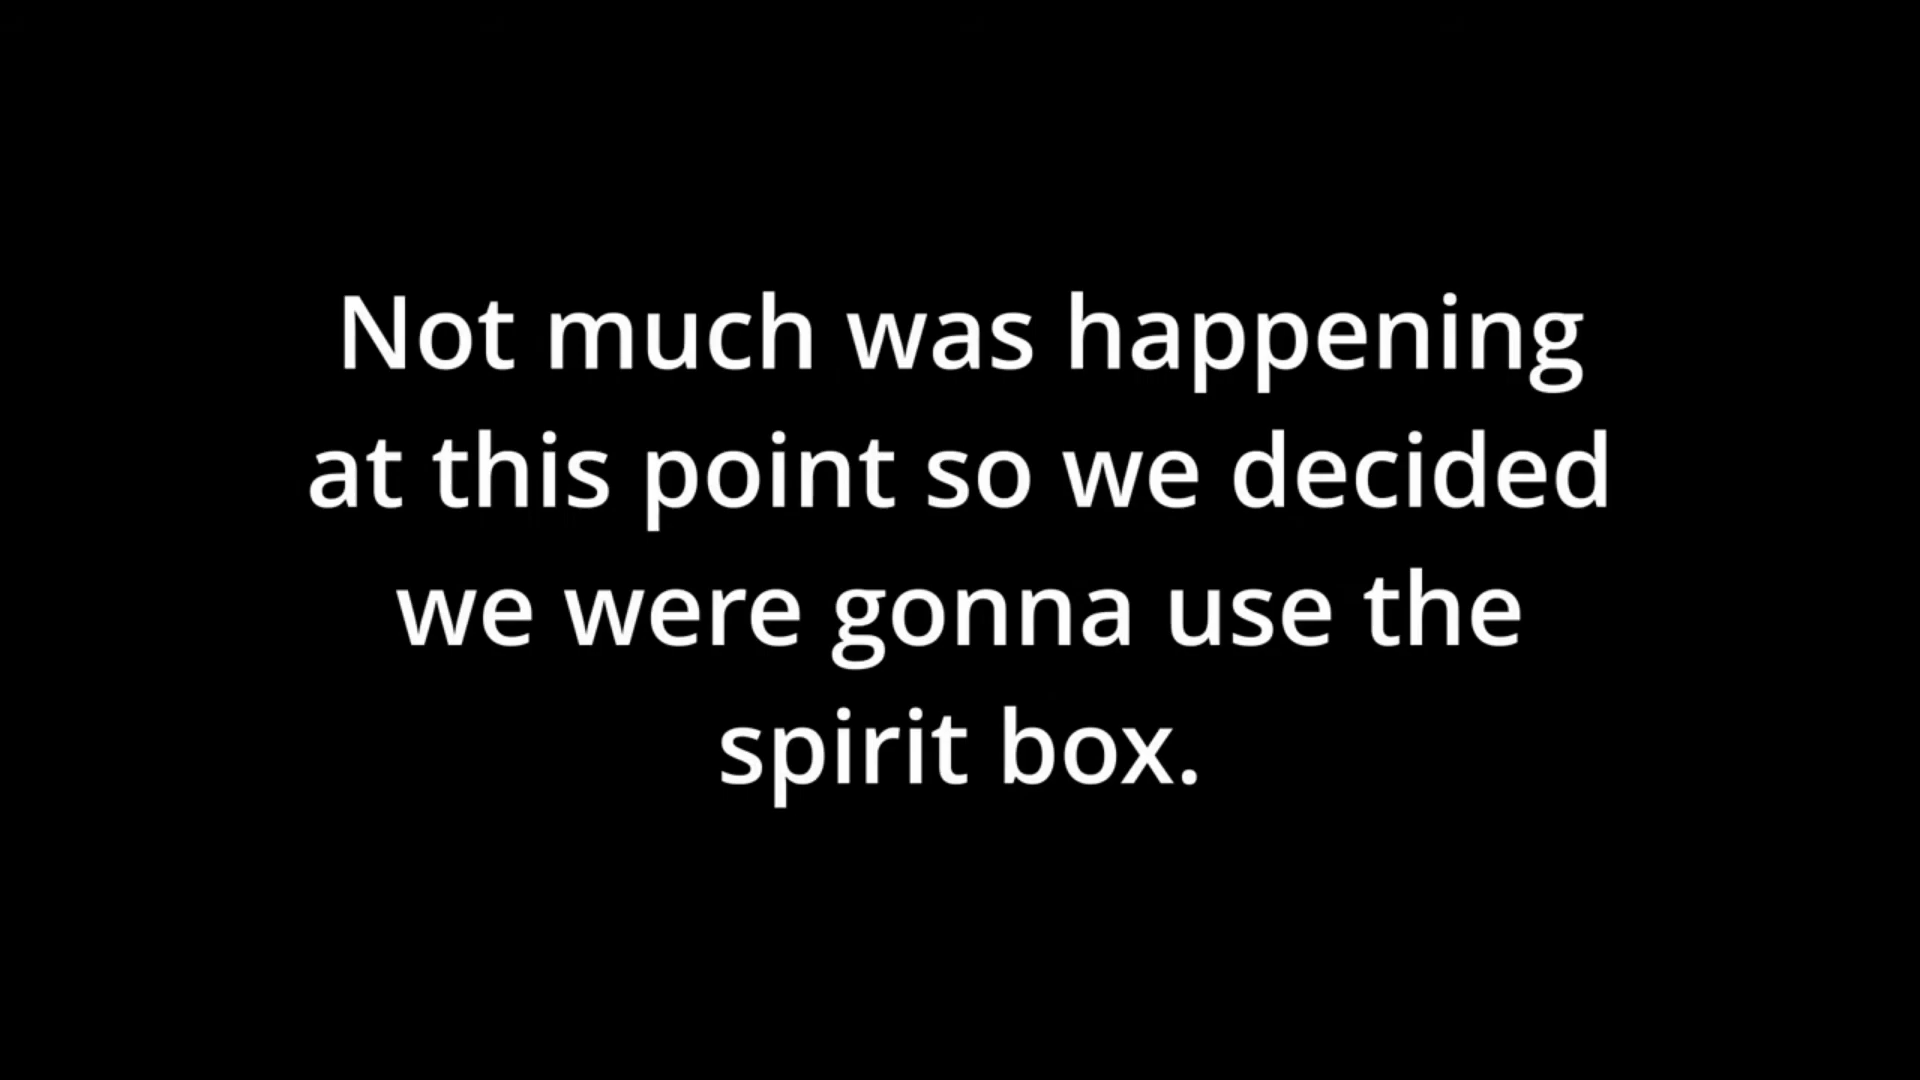 Not much was happening
at this point so we decided
we were gonna use the
spirit box.